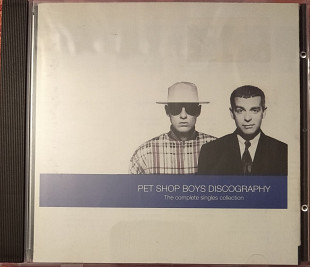 PET SHOP BOYS DISCOGRAPHY
The complete singles collection